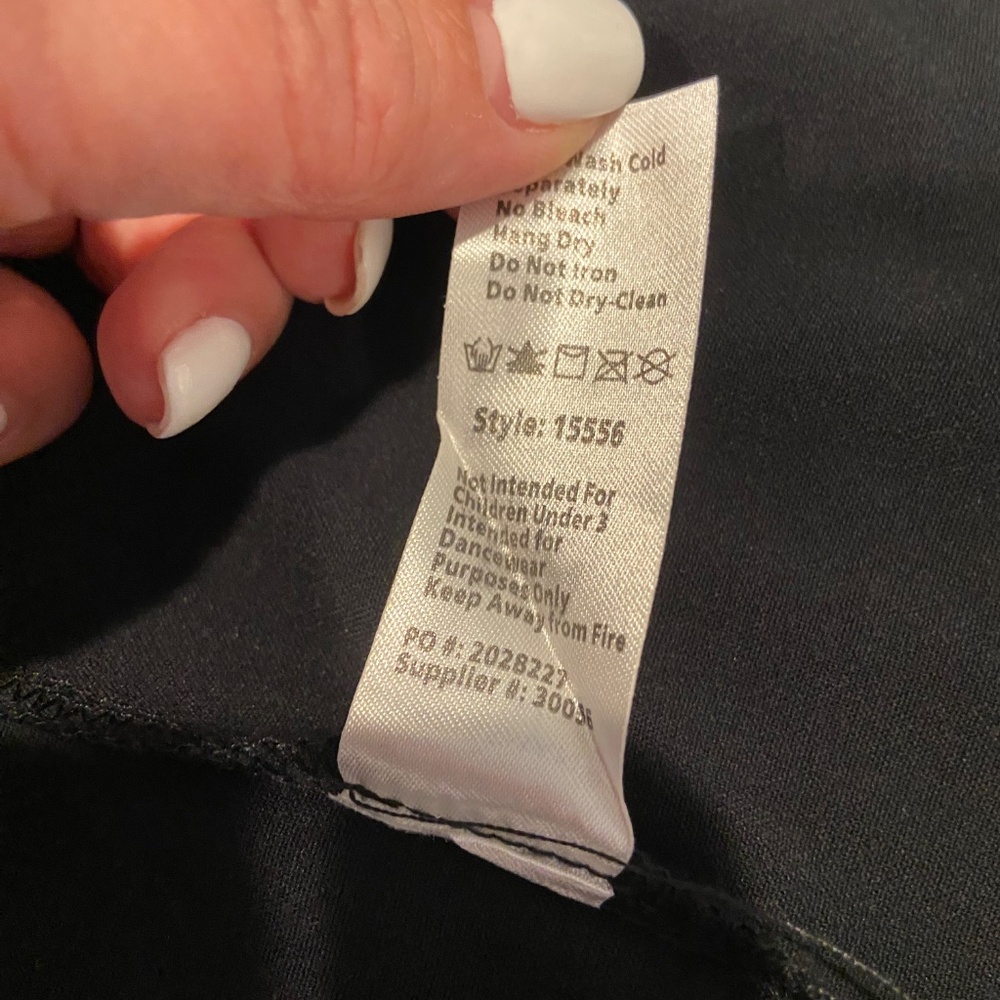 Wash Cold
Separately
No Bleach
Hang Dry
Do Not Iron
Do Not Dry-Clean
Style: 15556
Not Intended For
Children Under 3
Intended for
Dancewear
Purposes Only
Keep Away from Fire
PO #: 2028227
Supplier #: 30036